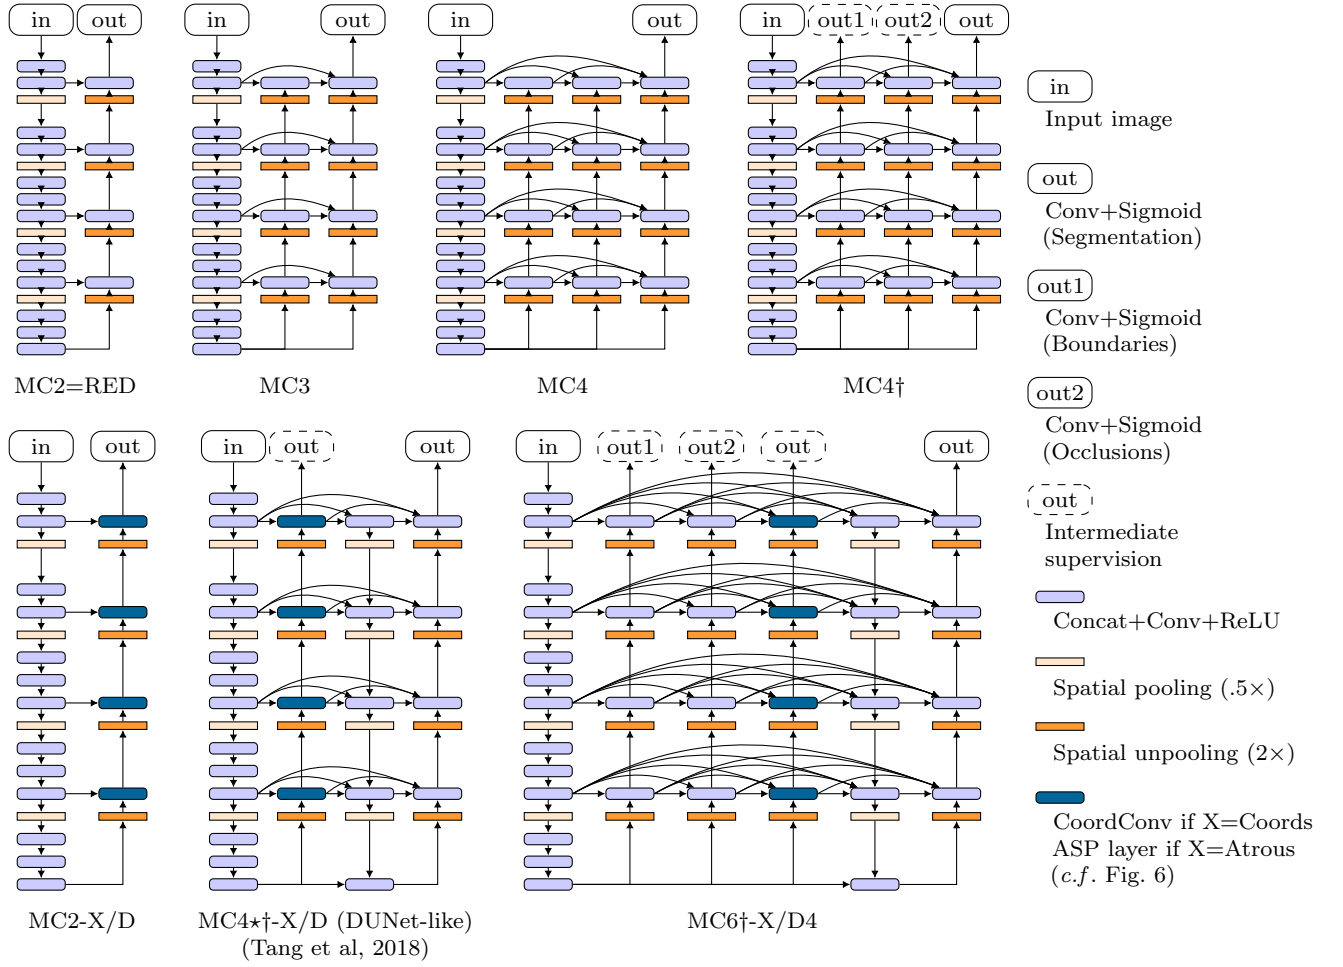 in
out
in
out
in
out
in
out1
out2
out
MC2=RED
MC3
MC4
MC4†
in
out
in
out
out
in
out1
out2
out
out
MC2-X/D
MC4⋆†-X/D (DUNet-like)
(Tang et al, 2018)
MC6†-X/D4
in
Input image
out
Conv+Sigmoid
(Segmentation)
out1
Conv+Sigmoid
(Boundaries)
out2
Conv+Sigmoid
(Occlusions)
out
Intermediate
supervision
Concat+Conv+ReLU
Spatial pooling (.5×)
Spatial unpooling (2×)
CoordConv if X=Coords
ASP layer if X=Atrous
(c.f. Fig. 6)